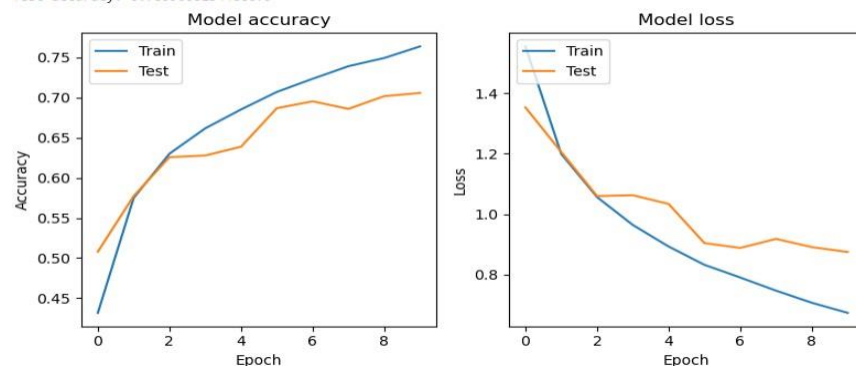 Model accuracy
Train
Test
0.75
0.70
0.65
0.60
0.55
0.50
0.45
Accuracy
0 2 4 6 8
Epoch
Model loss
Train
Test
1.4
1.2
1.0
0.8
Loss
0 2 4 6 8
Epoch